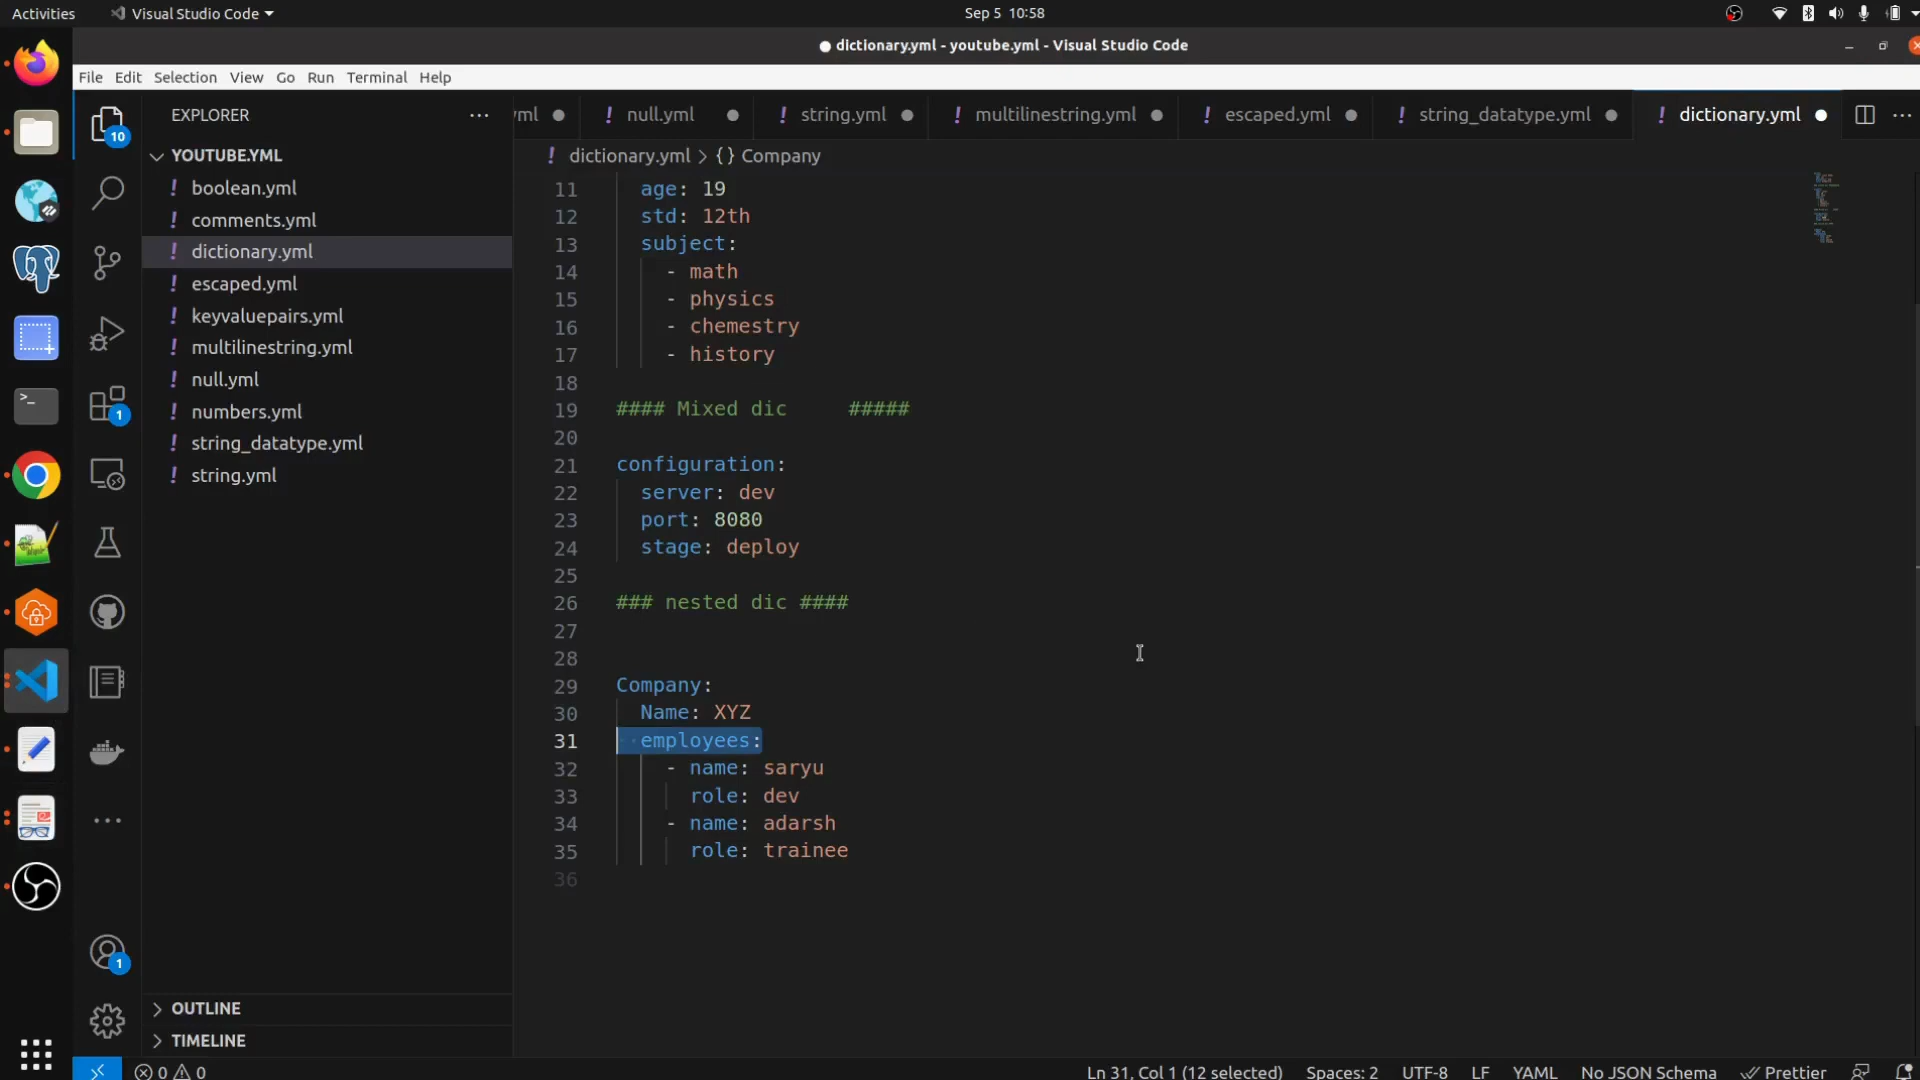 Activities
Visual Studio Code
Sep 5 10:58
● dictionary.yml - youtube.yml - Visual Studio Code
File Edit Selection View Go Run Terminal Help
EXPLORER
yml
! null.yml
! string.yml
! multilinestring.yml
! escaped.yml
! string_datatype.yml
! dictionary.yml
10
YOUTUBE.YML
! dictionary.yml > {} Company
! boolean.yml
! comments.yml
! dictionary.yml
! escaped.yml
! keyvaluepairs.yml
! multilinestring.yml
! null.yml
! numbers.yml
! string_datatype.yml
! string.yml
1
11 age: 19
12 std: 12th
13 subject:
14 - math
15 - physics
16 - chemestry
17 - history
18
19 #### Mixed dic #####
20
21 configuration:
22 server: dev
23 port: 8080
24 stage: deploy
25
26 ### nested dic ####
27
28
29 Company:
30 Name: XYZ
31 employees:
32 - name: saryu
33 role: dev
34 - name: adarsh
35 role: trainee
36
1
OUTLINE
TIMELINE
0 0
Ln 31, Col 1 (12 selected) Spaces: 2 UTF-8 LF YAML No JSON Schema Prettier